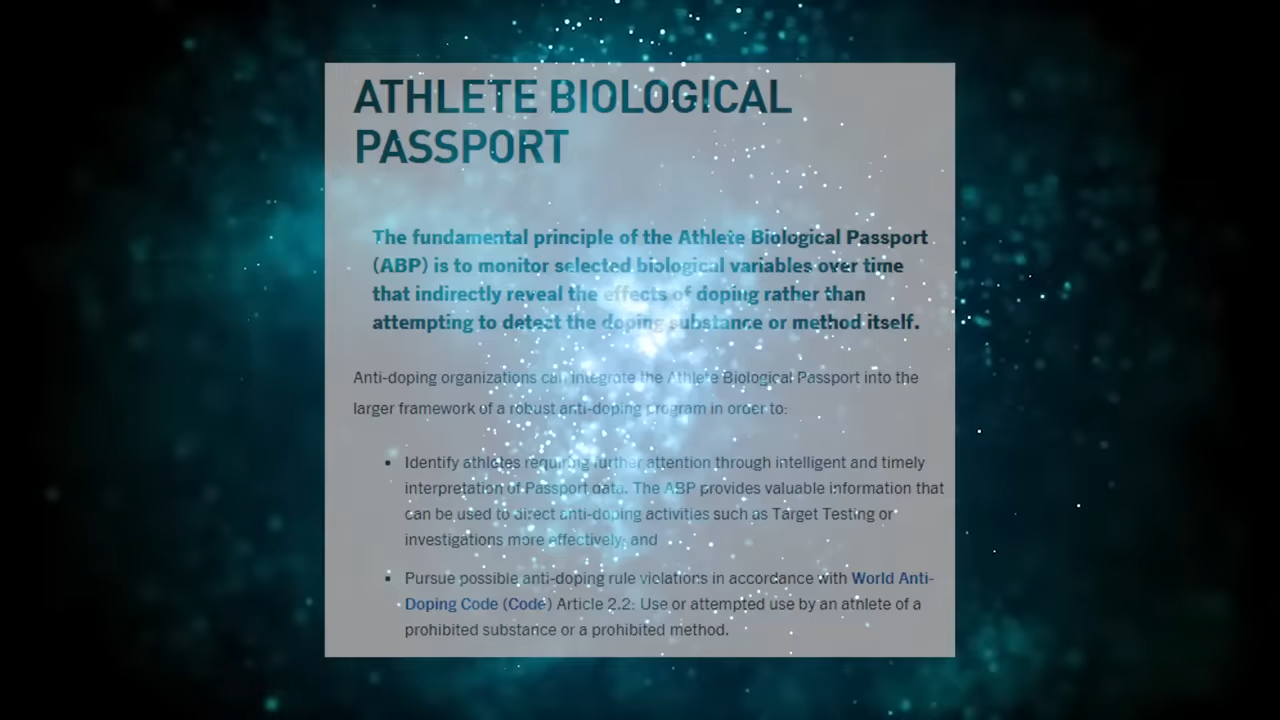 ATHLETE BIOLOGICAL
PASSPORT
The fundamental principle of the Athlete Biological Passport
(ABP) is to monitor selected biological variables over time
that indirectly reveal the effects of doping rather than
attempting to detect the doping substance or method itself.
Anti-doping organizations can integrate the Athlete Biological Passport into the
larger framework of a robust anti-doping program in order to:
▪ Identify athletes requiring further attention through intelligent and timely
interpretation of Passport data. The ABP provides valuable information that
can be used to direct anti-doping activities such as Target Testing or
investigations more effectively; and
▪ Pursue possible anti-doping rule violations in accordance with World Anti-
Doping Code (Code) Article 2.2: Use or attempted use by an athlete of a
prohibited substance or a prohibited method.